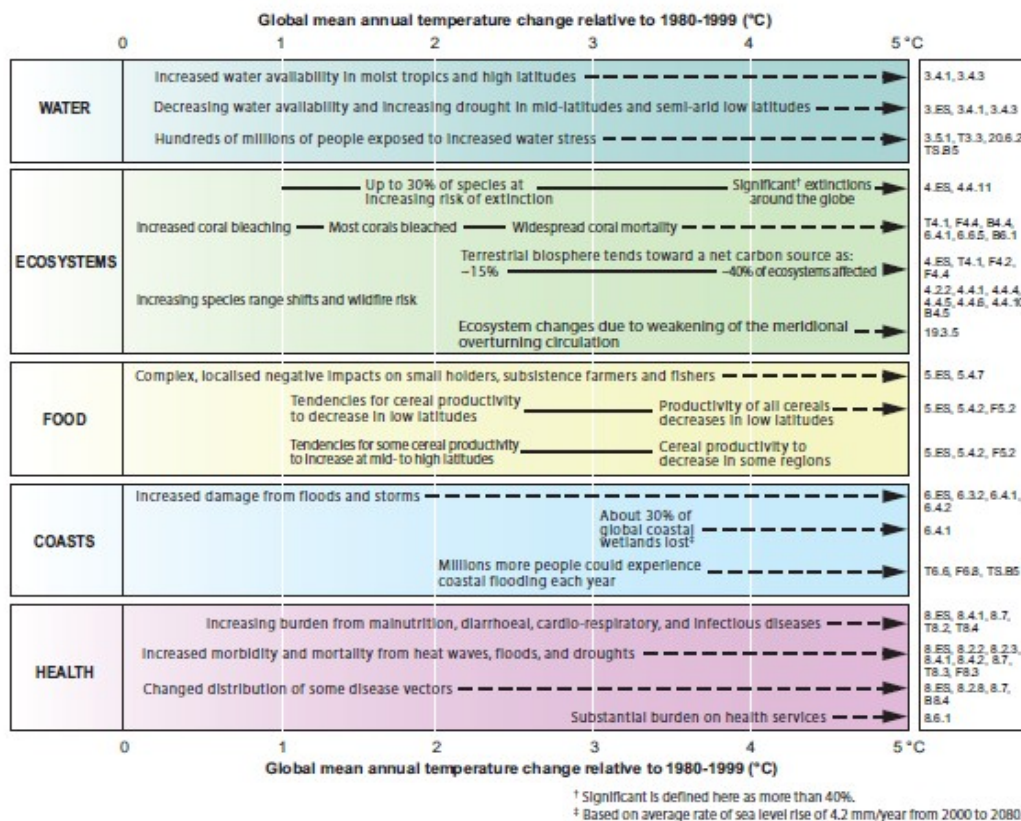 Global mean annual temperature change relative to 1980-1999 (°C)
0 1 2 3 4 5 °C
WATER
Increased water availability in moist tropics and high latitudes
3.4.1, 3.4.3
Decreasing water availability and increasing drought in mid-latitudes and semi-arid low latitudes
3.ES, 3.4.1, 3.4.3
Hundreds of millions of people exposed to increased water stress
3.5.1, T3.3, 20.6.2
TS.B5
ECOSYSTEMS
Up to 30% of species at
increasing risk of extinction
Significant† extinctions
around the globe
4.ES, 4.4.11
Increased coral bleaching
Most corals bleached
Widespread coral mortality
T4.1, F4.4, B4.4,
6.4.1, 6.6.5, B6.1
Terrestrial biosphere tends toward a net carbon source as:
~15%
~40% of ecosystems affected
4.ES, T4.1, F4.2,
F4.4
Increasing species range shifts and wildfire risk
4.2.2, 4.4.1, 4.4.4,
4.4.5, 4.4.6, 4.4.10
B4.5
Ecosystem changes due to weakening of the meridional
overturning circulation
19.3.5
FOOD
Complex, localised negative impacts on small holders, subsistence farmers and fishers
5.ES, 5.4.7
Tendencies for cereal productivity
to decrease in low latitudes
Productivity of all cereals
decreases in low latitudes
5.ES, 5.4.2, F5.2
Tendencies for some cereal productivity
to increase at mid- to high latitudes
Cereal productivity to
decrease in some regions
5.ES, 5.4.2, F5.2
COASTS
Increased damage from floods and storms
6.ES, 6.3.2, 6.4.1,
6.4.2
About 30% of
global coastal
wetlands lost‡
6.4.1
Millions more people could experience
coastal flooding each year
T6.6, F6.8, TS.B5
HEALTH
Increasing burden from malnutrition, diarrhoeal, cardio-respiratory, and infectious diseases
8.ES, 8.4.1, 8.7,
T8.2, T8.4
Increased morbidity and mortality from heat waves, floods, and droughts
8.ES, 8.2.2, 8.2.3,
8.4.1, 8.4.2, 8.7,
T8.3, F8.3
Changed distribution of some disease vectors
8.ES, 8.2.8, 8.7,
B8.4
Substantial burden on health services
8.6.1
0 1 2 3 4 5 °C
Global mean annual temperature change relative to 1980-1999 (°C)
† Significant is defined here as more than 40%.
‡ Based on average rate of sea level rise of 4.2 mm/year from 2000 to 2080.